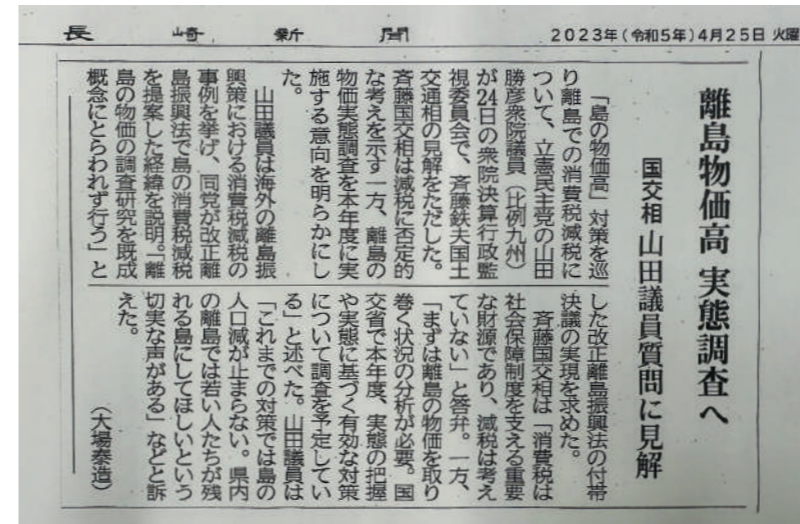 長崎新聞
2023年(令和5年)4月25日 火曜
離島物価高 実態調査へ
国交相 山田議員質問に見解
「島の物価高」対策を巡
り離島での消費税減税に
ついて、立憲民主党の山田
勝彦衆院議員(比例九州)
が24日の衆院決算行政監
視委員会で、斉藤鉄夫国土
交通相の見解をただした。
斉藤国交相は減税に否定的
な考えを示す一方、離島の
物価実態調査を本年度に実
施する意向を明らかにし
た。
山田議員は海外の離島振
興策における消費税減税の
事例を挙げ、同党が改正離
島振興法で島の消費税減税
を提案した経緯を説明。「離
島の物価の調査研究を既成
概念にとらわれず行う」と
した改正離島振興法の付帯
決議の実現を求めた。
斉藤国交相は「消費税は
社会保障制度を支える重要
な財源であり、減税は考え
ていない」と答弁。一方、
「まずは離島の物価を取り
巻く状況の分析が必要。国
交省で本年度、実態の把握
や実態に基づく有効な対策
について調査を予定してい
る」と述べた。山田議員は
「これまでの対策では島の
人口減が止まらない。県内
の離島では若い人たちが残
れる島にしてほしいという
切実な声がある」などと訴
えた。
(大場泰造)